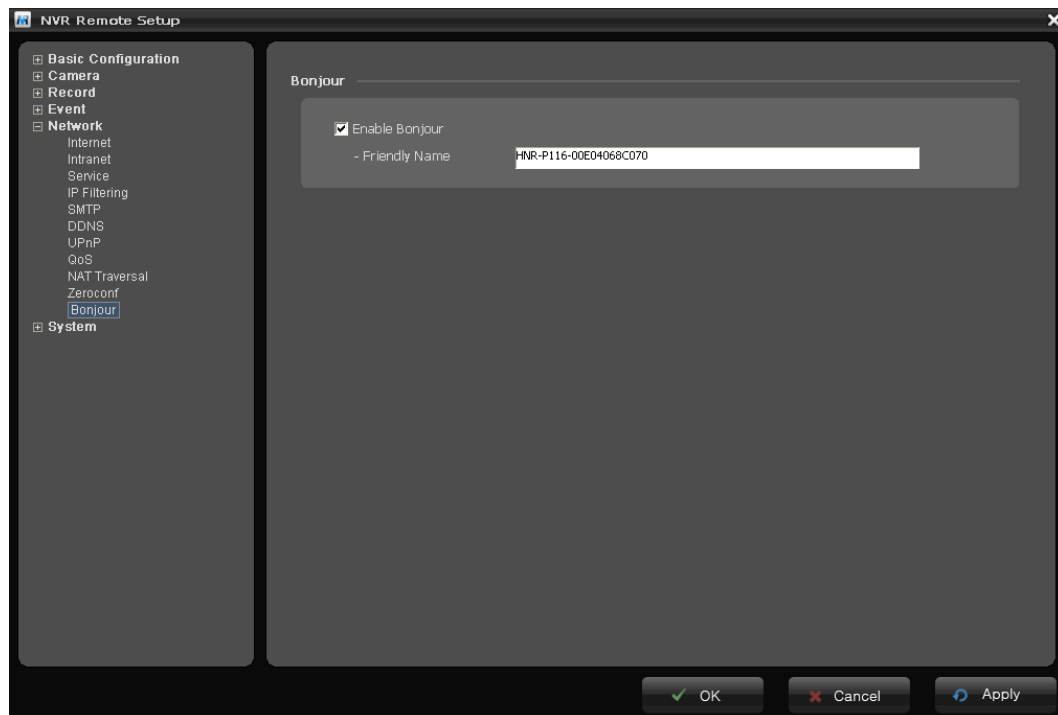 NVR Remote Setup
Basic Configuration
Camera
Record
Event
Network
Internet
Intranet
Service
IP Filtering
SMTP
DDNS
UPnP
QoS
NAT Traversal
Zeroconf
Bonjour
System
Bonjour
Enable Bonjour
- Friendly Name HNR-P116-00E04068C070
OK Cancel Apply